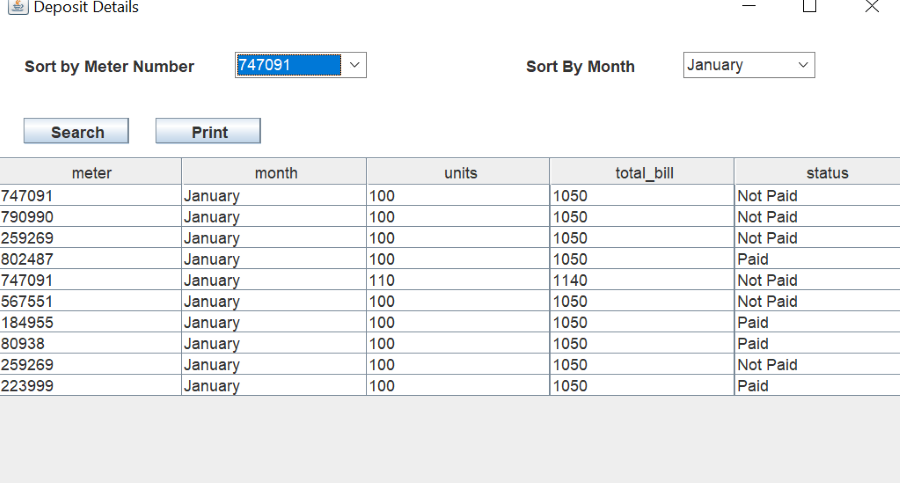 Deposit Details
Sort by Meter Number 747091 Sort By Month January
Search Print
meter month units total_bill status
747091 January 100 1050 Not Paid
790990 January 100 1050 Not Paid
259269 January 100 1050 Not Paid
802487 January 100 1050 Paid
747091 January 110 1140 Not Paid
567551 January 100 1050 Not Paid
184955 January 100 1050 Paid
80938 January 100 1050 Paid
259269 January 100 1050 Not Paid
223999 January 100 1050 Paid